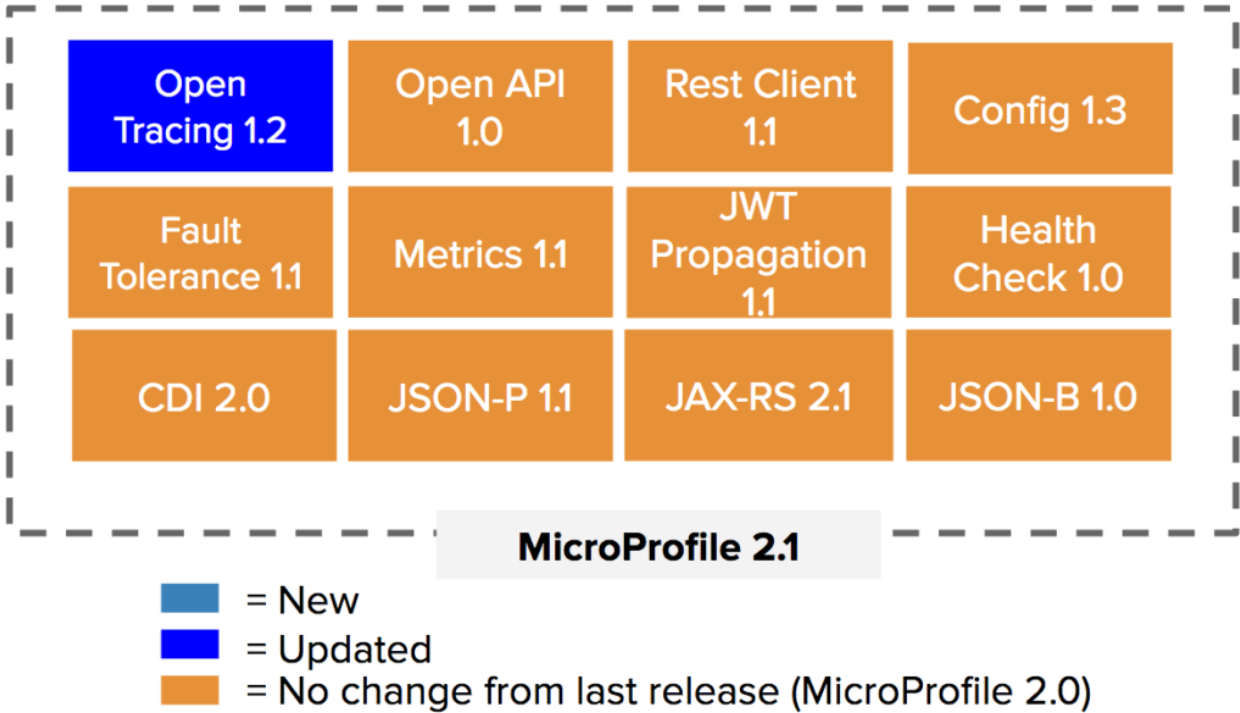 Open
Tracing 1.2
Open API
1.0
Rest Client
1.1
Config 1.3
Fault
Tolerance 1.1
Metrics 1.1
JWT
Propagation
1.1
Health
Check 1.0
CDI 2.0
JSON-P 1.1
JAX-RS 2.1
JSON-B 1.0
MicroProfile 2.1
= New
= Updated
= No change from last release (MicroProfile 2.0)